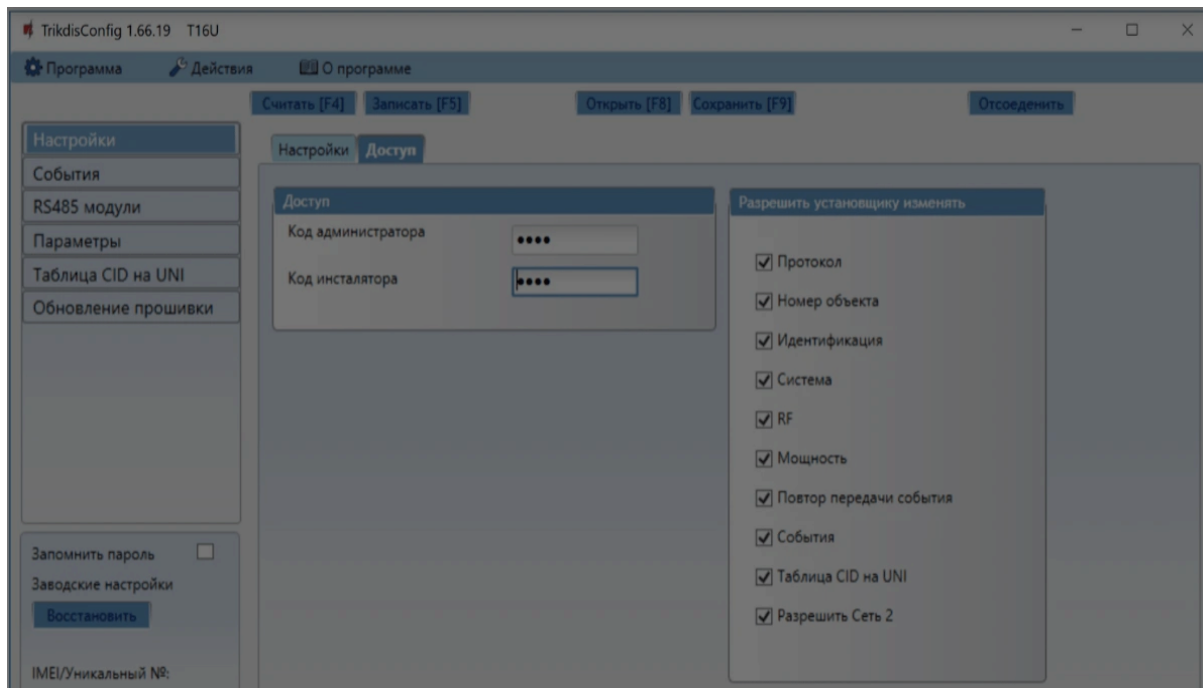 TrikdisConfig 1.66.19 T16U
Программа Действия О программе
Считать [F4] Записать [F5] Открыть [F8] Сохранить [F9] Отсоеденить
Настройки
События
RS485 модули
Параметры
Таблица CID на UNI
Обновление прошивки
Запомнить пароль
Заводские настройки
Восстановить
IMEI/Уникальный №:
Настройки Доступ
Доступ
Код администратора
Код инсталятора
Разрешить установщику изменять
Протокол
Номер объекта
Идентификация
Система
RF
Мощность
Повтор передачи события
События
Таблица CID на UNI
Разрешить Сеть 2